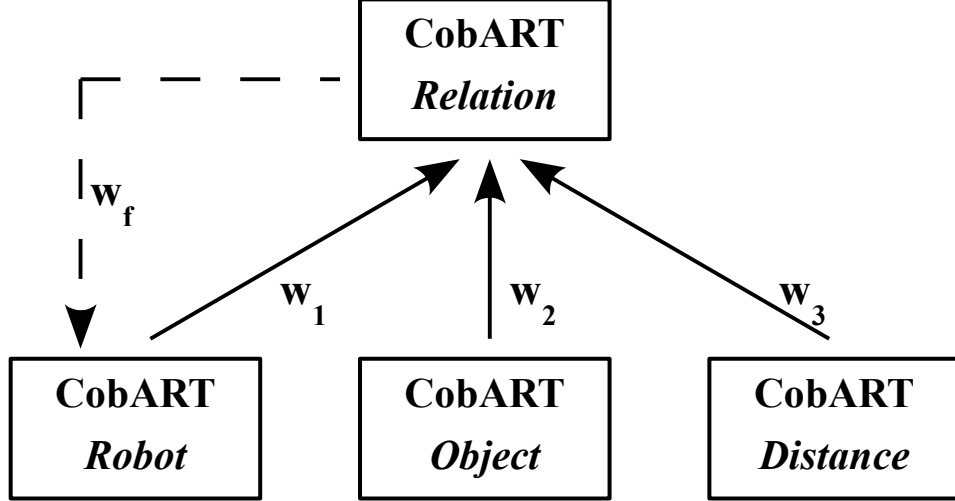 CobART
Relation
w_f
w_1
w_2
w_3
CobART
Robot
CobART
Object
CobART
Distance